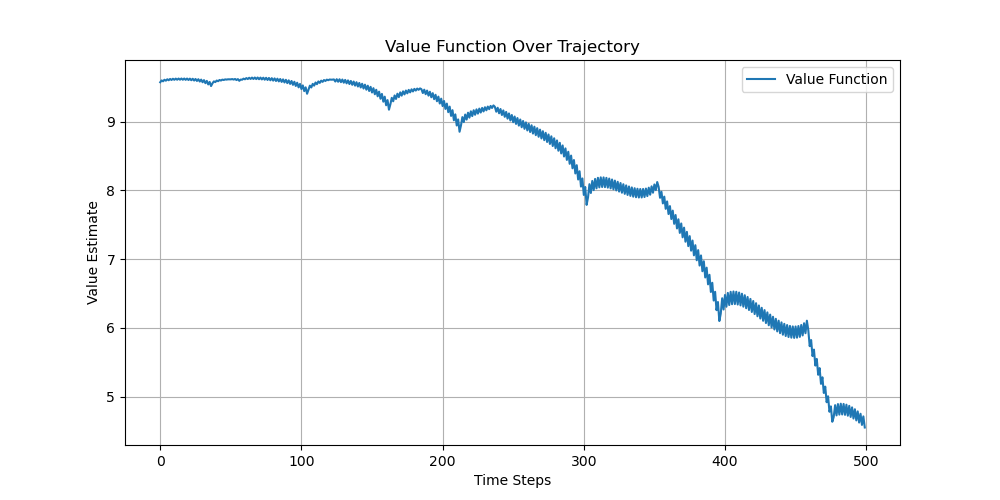 Value Function Over Trajectory
Value Function
Value Estimate
9
8
7
6
5
0 100 200 300 400 500
Time Steps